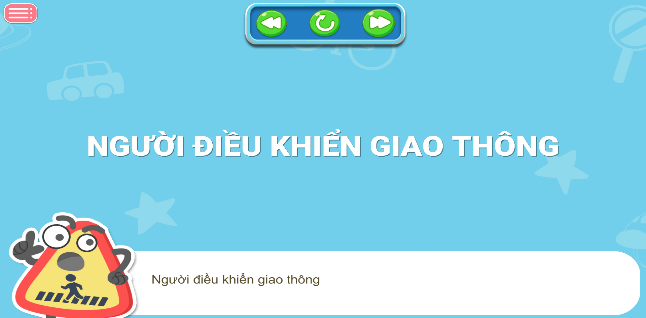 NGƯỜI ĐIỀU KHIỂN GIAO THÔNG
Người điều khiển giao thông